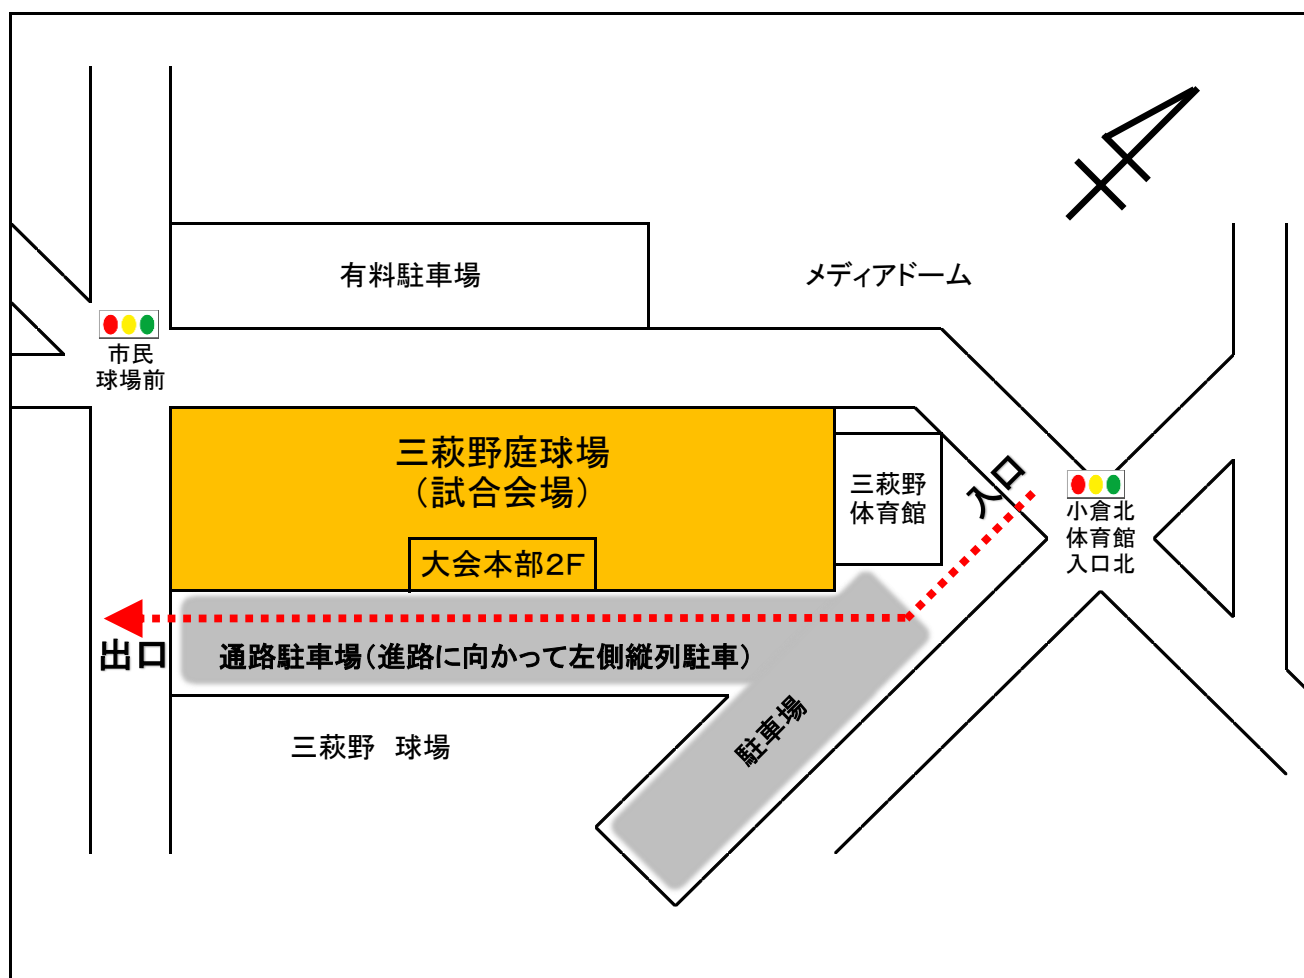 有料駐車場
メディアドーム
市民
球場前
三萩野庭球場
（試合会場）
三萩野
体育館
入口
小倉北
体育館
入口北
大会本部２Ｆ
出口
通路駐車場（進路に向かって左側縦列駐車）
駐車場
三萩野　球場